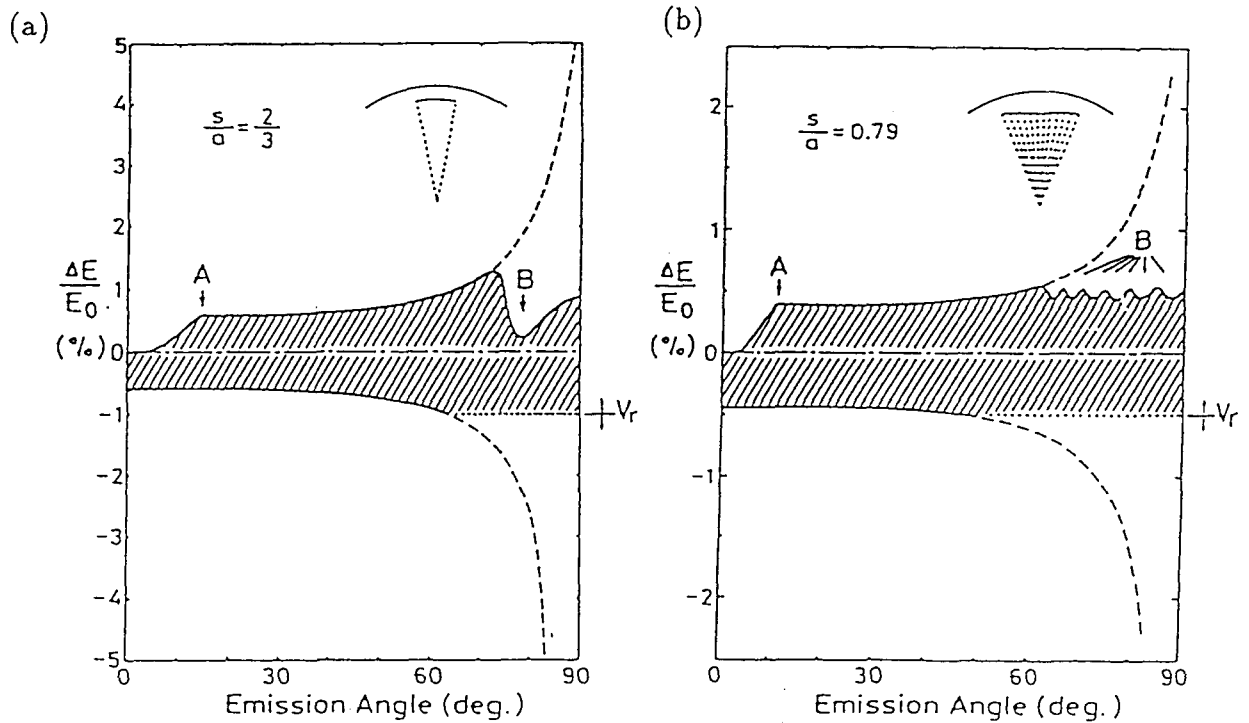 (a)
5
4
3
2
1
0
-1
-2
-3
-4
-5
ΔE
E₀
(%)
s/a = 2/3
A
B
Vr
0
30
60
90
Emission Angle (deg.)
(b)
2
1
0
-1
-2
ΔE
E₀
(%)
s/a = 0.79
A
B
Vr
0
30
60
90
Emission Angle (deg.)